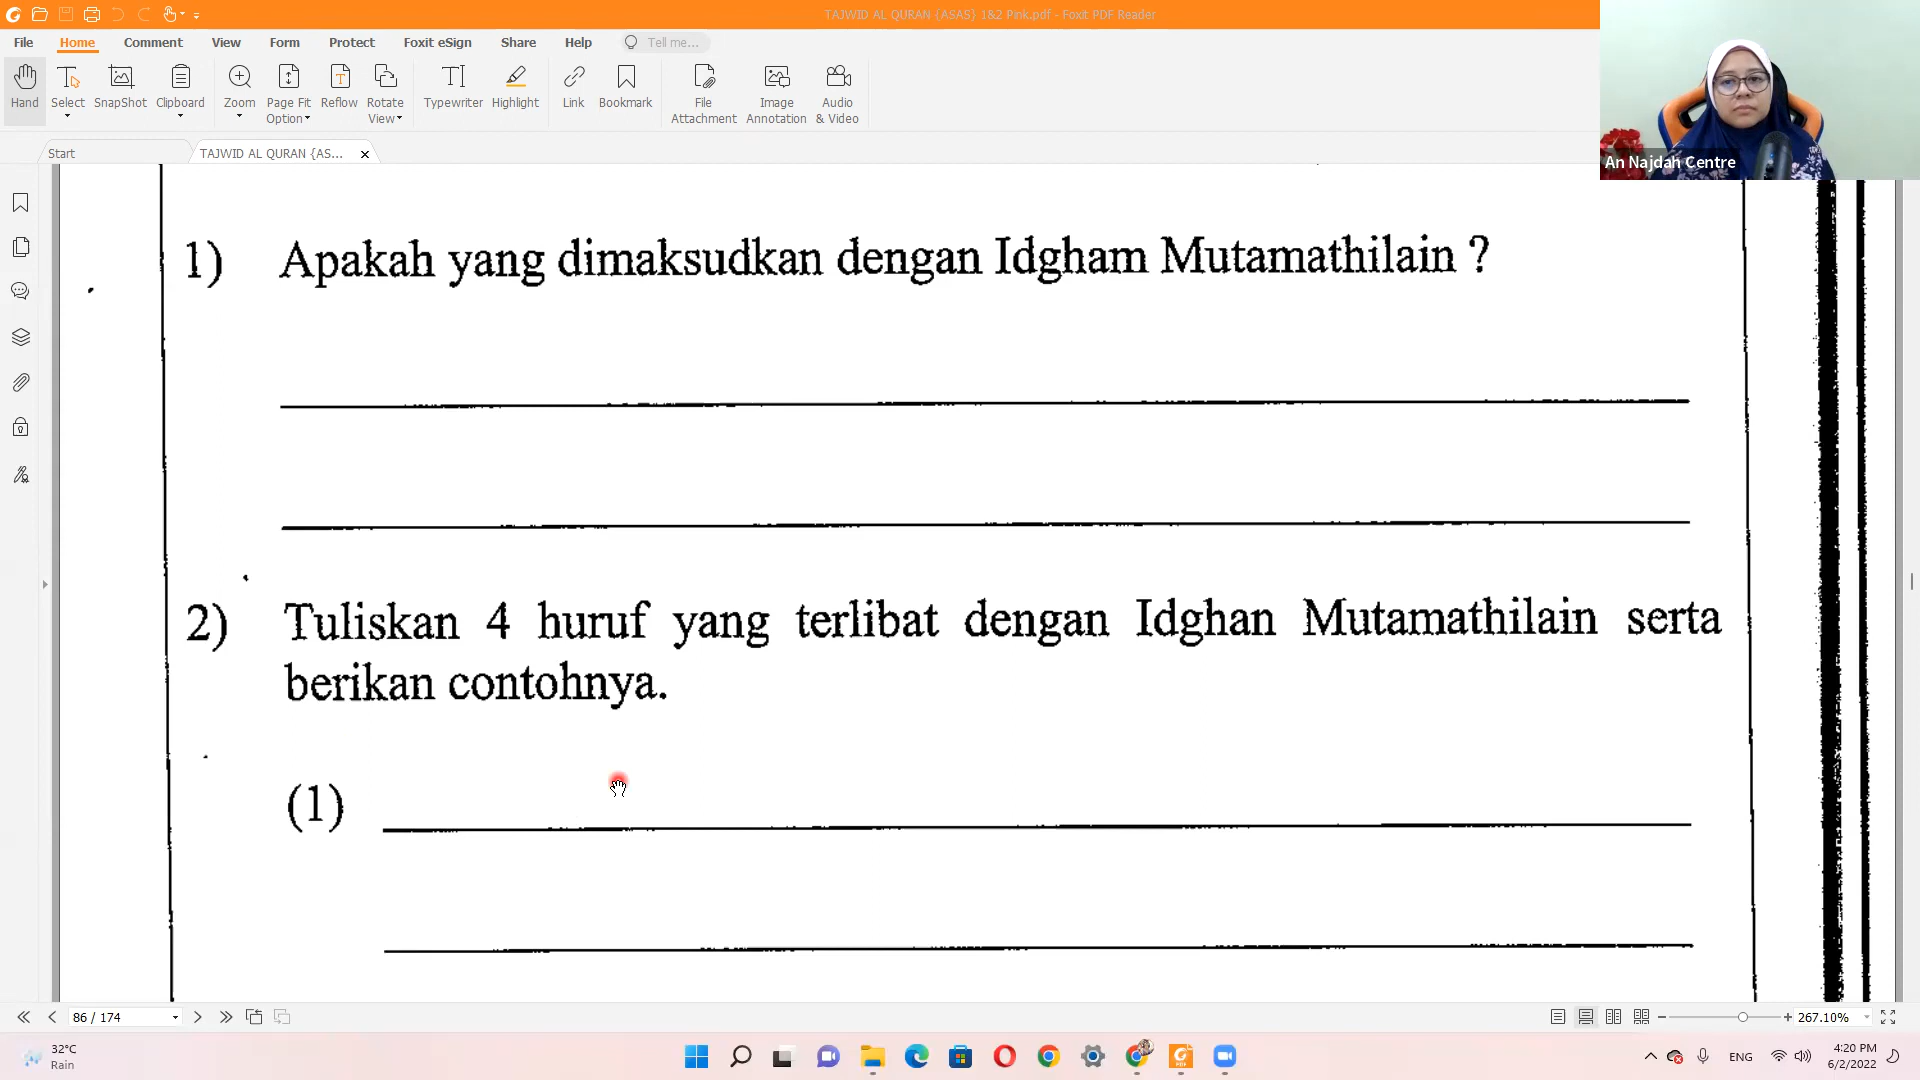 TAJWID AL QURAN {ASAS} 1&2 Pink.pdf - Foxit PDF Reader
File Home Comment View Form Protect Foxit eSign Share Help Tell me...
Hand Select SnapShot Clipboard Zoom Page Fit Option Reflow Rotate View Typewriter Highlight Link Bookmark File Attachment Image Annotation Audio & Video
Start TAJWID AL QURAN {AS...
An Najdah Centre
1) Apakah yang dimaksudkan dengan Idgham Mutamathilain ?
2) Tuliskan 4 huruf yang terlibat dengan Idghan Mutamathilain serta
berikan contohnya.
(1)
86 / 174 267.10%
32°C
Rain
ENG
4:20 PM
6/2/2022